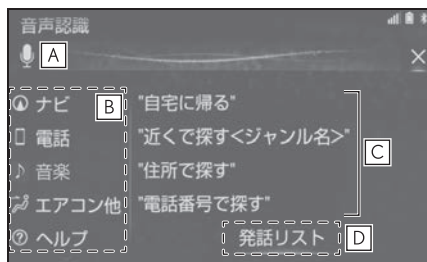 音声認識
A
ナビ B "自宅に帰る"
電話 "近くで探す<ジャンル名>"
C
音楽 "住所で探す"
エアコン他 "電話番号で探す"
ヘルプ 発話リスト D